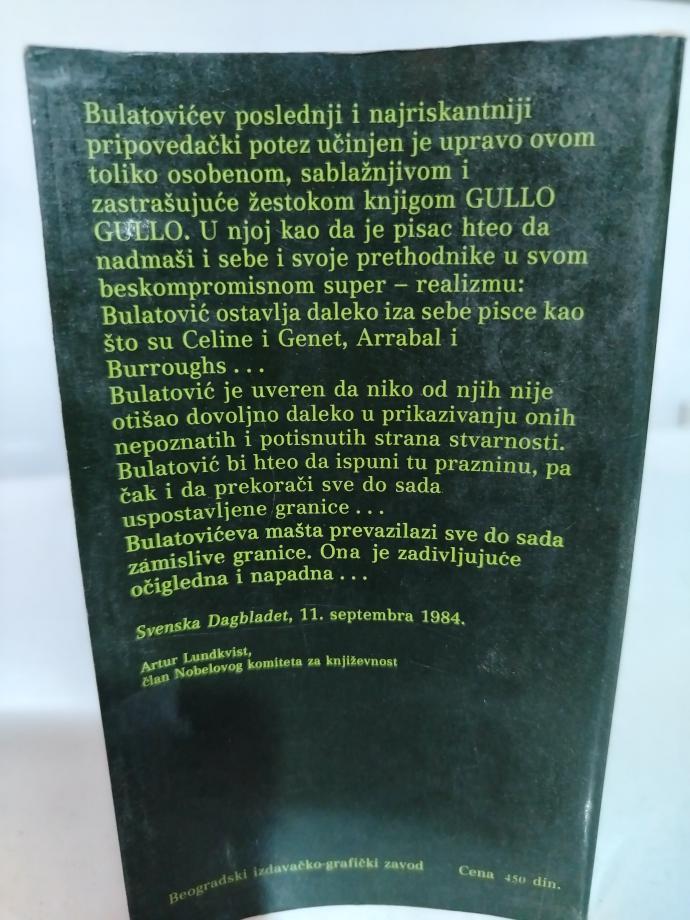 Bulatovićev poslednji i najriskantniji
pripovedački potez učinjen je upravo ovom
toliko osobenom, sablažnjivom i
zastrašujuće žestokom knjigom GULLO
GULLO. U njoj kao da je pisac hteo da
nadmaši i sebe i svoje prethodnike u svom
beskompromisnom super – realizmu:
Bulatović ostavlja daleko iza sebe pisce kao
što su Celine i Genet, Arrabal i
Burroughs . . .
Bulatović je uveren da niko od njih nije
otišao dovoljno daleko u prikazivanju onih
nepoznatih i potisnutih strana stvarnosti.
Bulatović bi hteo da ispuni tu prazninu, pa
čak i da prekorači sve do sada
uspostavljene granice . . .
Bulatovićeva mašta prevazilazi sve do sada
zamislive granice. Ona je zadivljujuće
očigledna i napadna . . .
Svenska Dagbladet, 11. septembra 1984.
Artur Lundkvist,
član Nobelovog komiteta za književnost
Beogradski izdavačko-grafički zavod Cena 450 din.